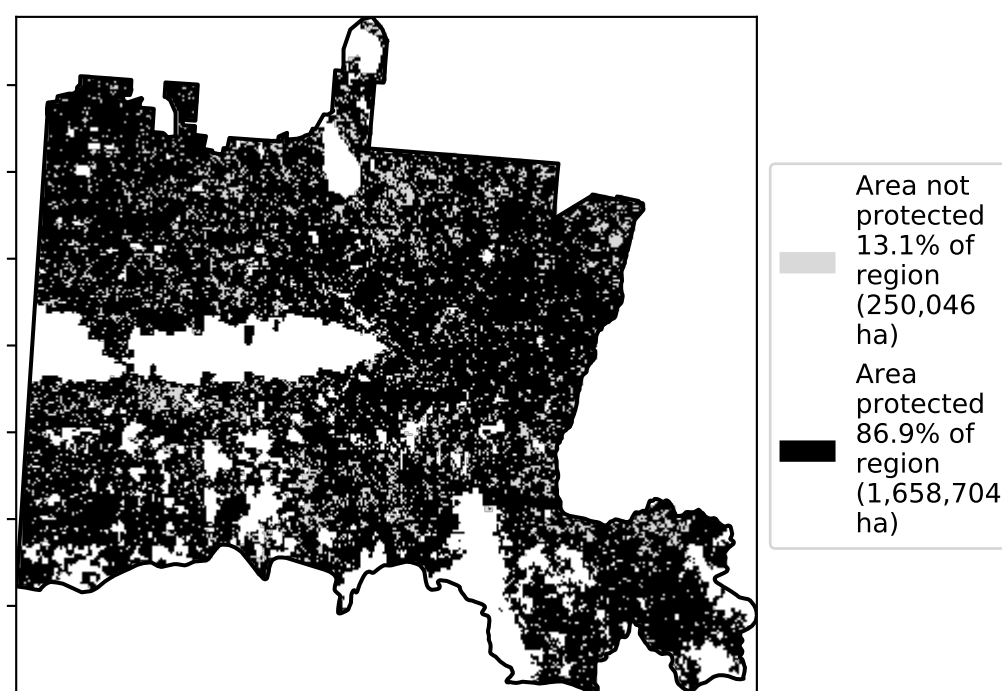 Area not
protected
13.1% of
region
(250,046
ha)
Area
protected
86.9% of
region
(1,658,704
ha)